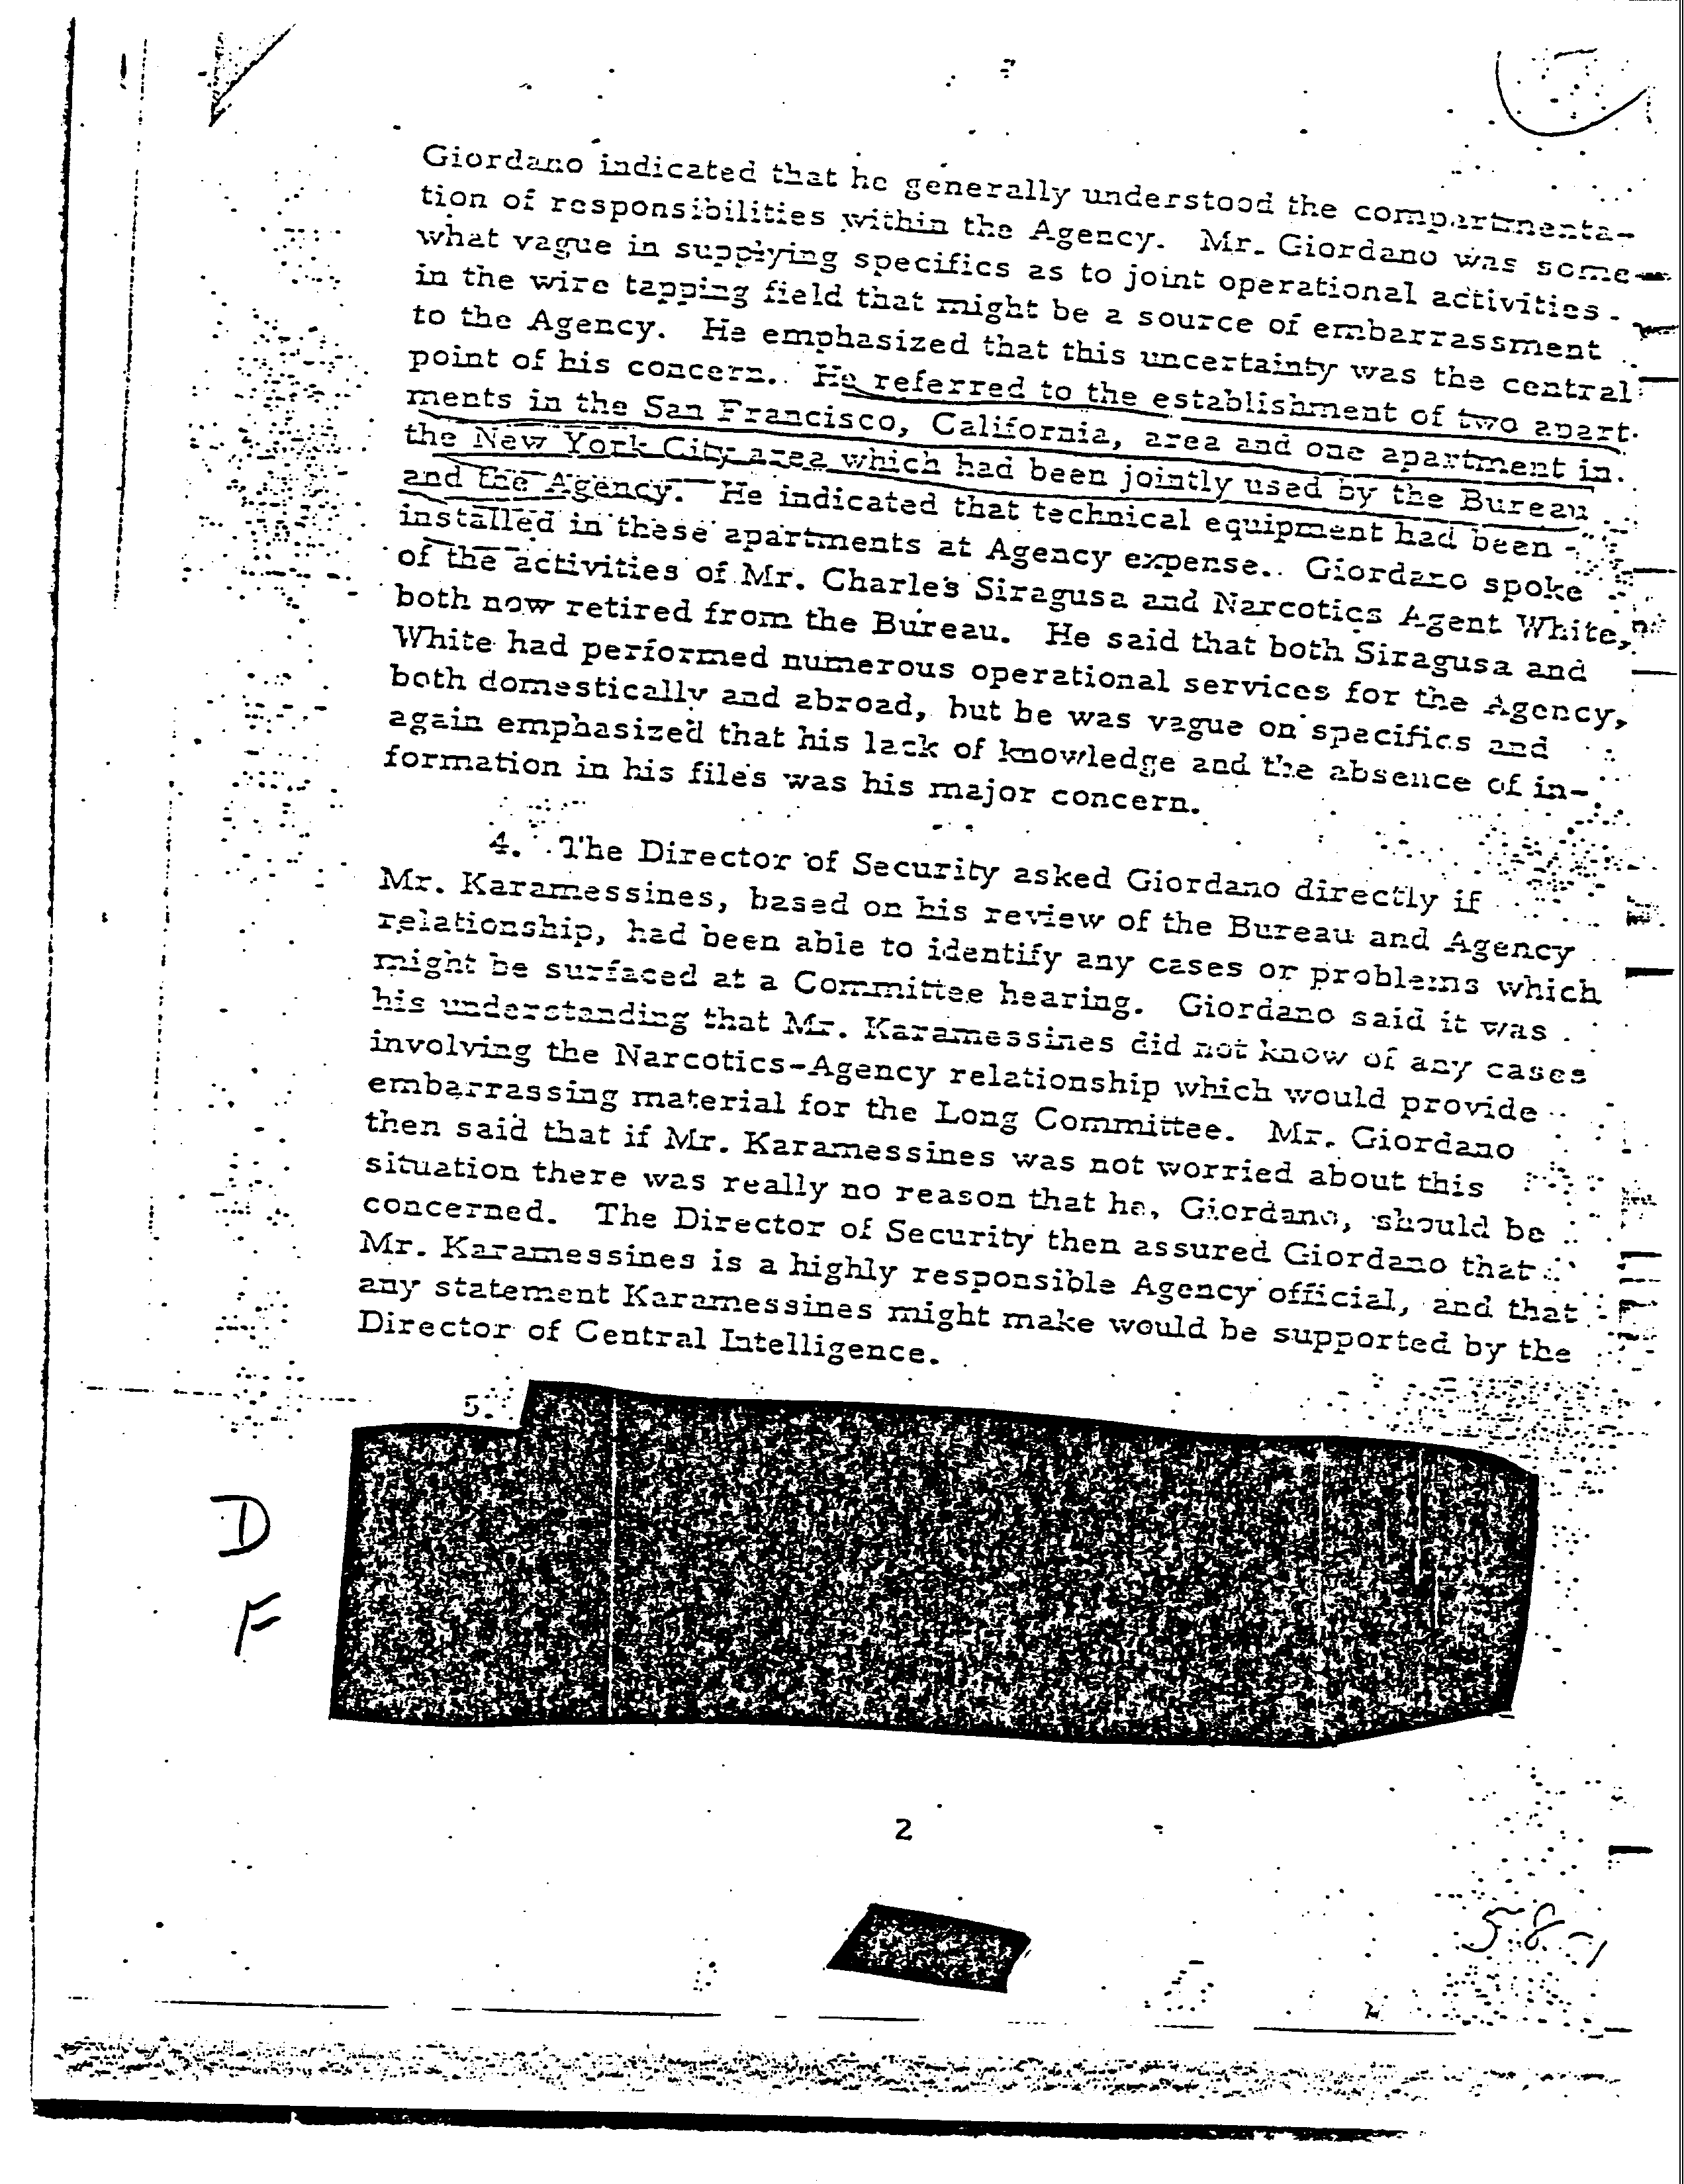 Giordano indicated that he generally understood the compartmenta-
tion of responsibilities within the Agency. Mr. Giordano was some-
what vague in supplying specifics as to joint operational activities
in the wire tapping field that might be a source of embarrassment
to the Agency. He emphasized that this uncertainty was the central
point of his concern. He referred to the establishment of two apart-
ments in the San Francisco, California, area and one apartment in
the New York City area which had been jointly used by the Bureau
and the Agency. He indicated that technical equipment had been
installed in these apartments at Agency expense. Giordano spoke
of the activities of Mr. Charles Siragusa and Narcotics Agent White,
both now retired from the Bureau. He said that both Siragusa and
White had performed numerous operational services for the Agency,
both domestically and abroad, but he was vague on specifics and
again emphasized that his lack of knowledge and the absence of in-
formation in his files was his major concern.
4. The Director of Security asked Giordano directly if
Mr. Karamessines, based on his review of the Bureau and Agency
relationship, had been able to identify any cases or problems which
might be surfaced at a Committee hearing. Giordano said it was
his understanding that Mr. Karamessines did not know of any cases
involving the Narcotics-Agency relationship which would provide
embarrassing material for the Long Committee. Mr. Giordano
then said that if Mr. Karamessines was not worried about this
situation there was really no reason that he, Giordano, should be
concerned. The Director of Security then assured Giordano that
Mr. Karamessines is a highly responsible Agency official, and that
any statement Karamessines might make would be supported by the
Director of Central Intelligence.
5.
D
F
2
58-1